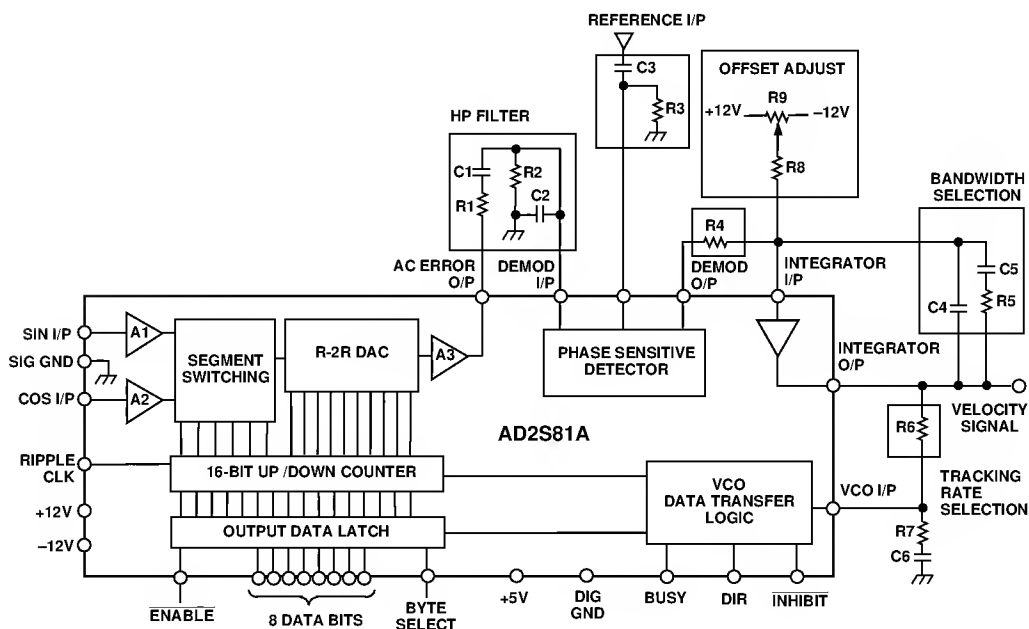 REFERENCE I/P
C3
R3
OFFSET ADJUST
R9
+12V
–12V
R8
HP FILTER
C1
R2
R1
C2
BANDWIDTH
SELECTION
R4
C5
C4
R5
AC ERROR
O/P
DEMOD
I/P
DEMOD
O/P
INTEGRATOR
I/P
SIN I/P
A1
SIG GND
COS I/P
A2
SEGMENT
SWITCHING
R-2R DAC
A3
PHASE SENSITIVE
DETECTOR
INTEGRATOR
O/P
VELOCITY
SIGNAL
AD2S81A
R6
RIPPLE
CLK
16-BIT UP /DOWN COUNTER
VCO
DATA TRANSFER
LOGIC
VCO I/P
TRACKING
RATE
SELECTION
+12V
–12V
OUTPUT DATA LATCH
R7
C6
ENABLE
8 DATA BITS
BYTE
SELECT
+5V
DIG
GND
BUSY
DIR
INHIBIT